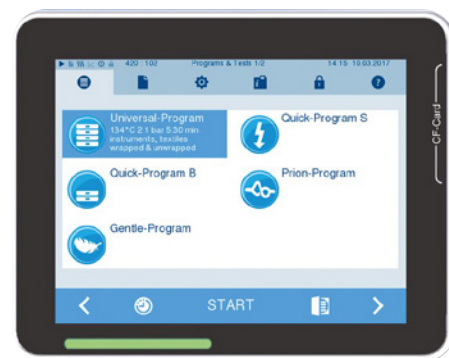 420 : 102
Programs & Tests 1/2
14:15 10.03.2017
Universal-Program
134°C 2.1 bar 5:30 min
instruments, textiles
wrapped & unwrapped
Quick-Program S
Quick-Program B
Prion-Program
Gentle-Program
START
CF-Card